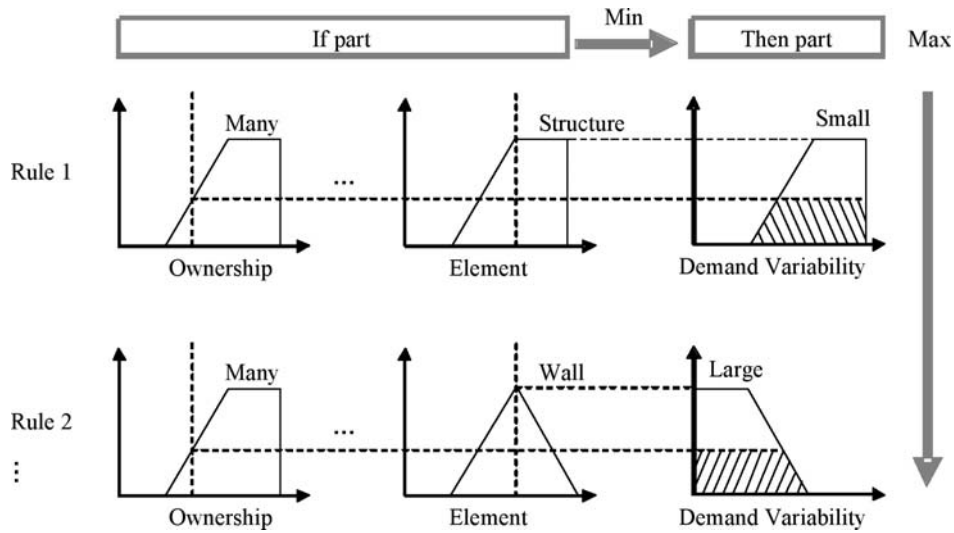 If part
Min
Then part
Max
Rule 1
Many
...
Structure
Small
Ownership
Element
Demand Variability
Rule 2
...
Many
...
Wall
Large
Ownership
Element
Demand Variability